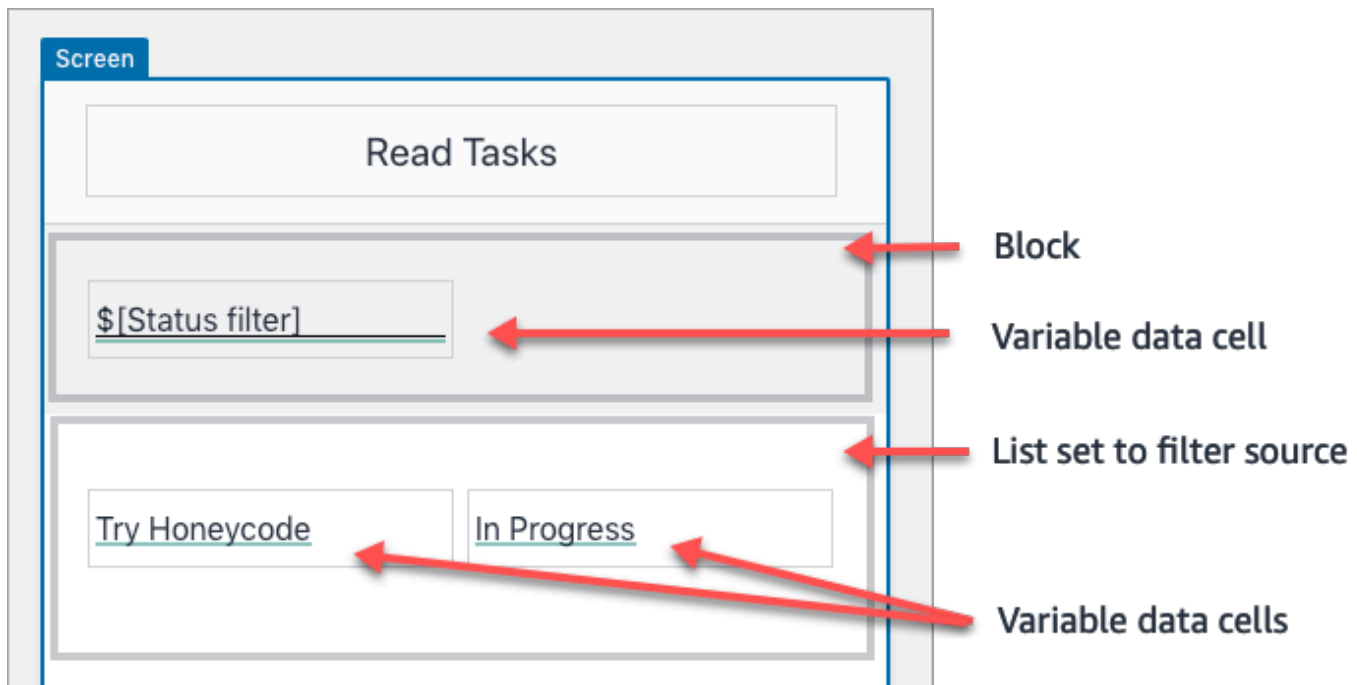 Screen
Read Tasks
Block
$[Status filter]
Variable data cell
List set to filter source
Try Honeycode
In Progress
Variable data cells